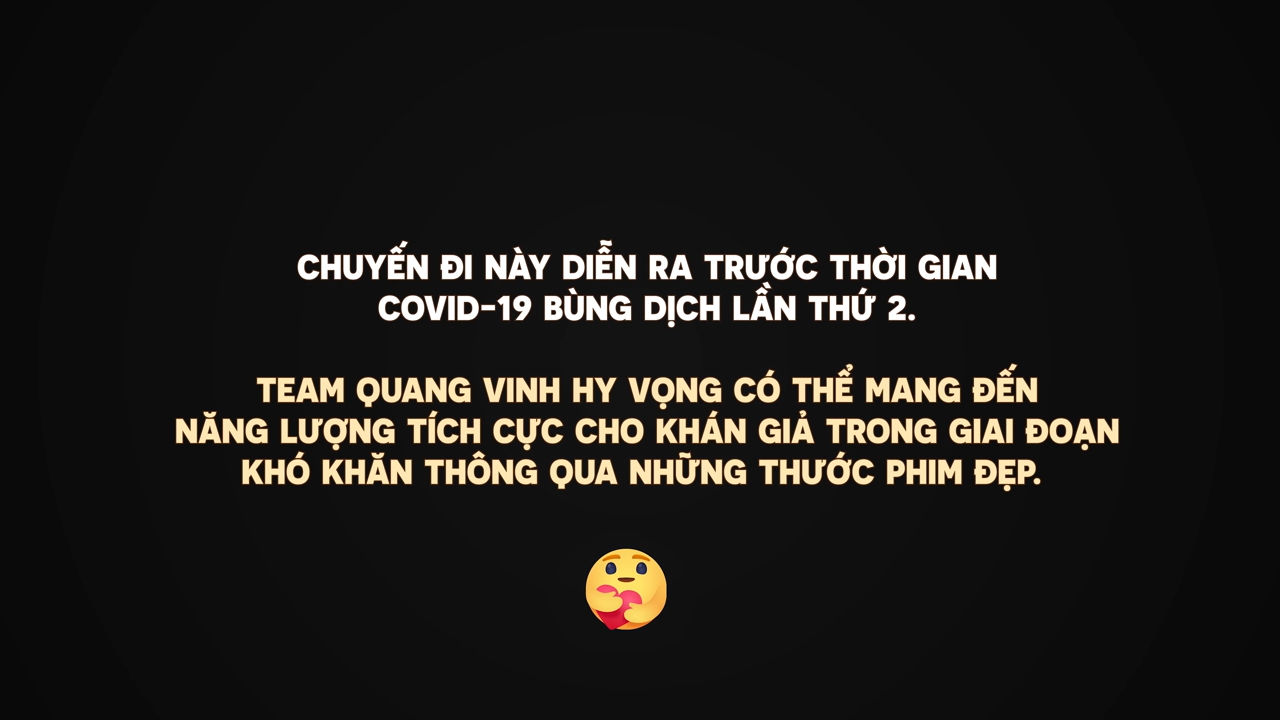 CHUYẾN ĐI NÀY DIỄN RA TRƯỚC THỜI GIAN
COVID-19 BÙNG DỊCH LẦN THỨ 2.
TEAM QUANG VINH HY VỌNG CÓ THỂ MANG ĐẾN
NĂNG LƯỢNG TÍCH CỰC CHO KHÁN GIẢ TRONG GIAI ĐOẠN
KHÓ KHĂN THÔNG QUA NHỮNG THƯỚC PHIM ĐẸP.